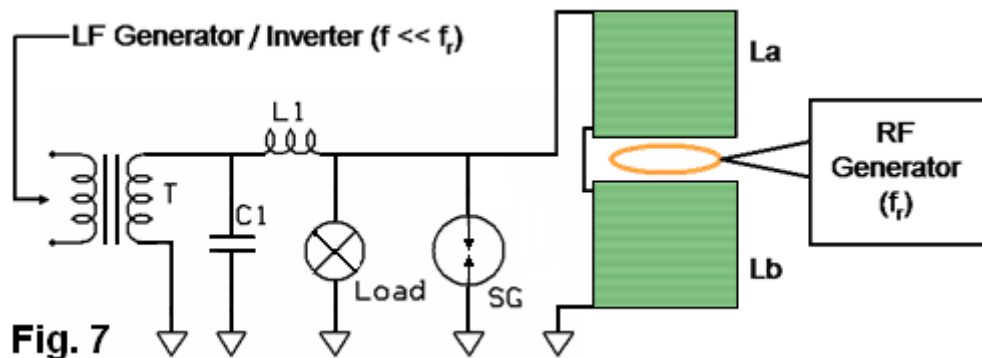 LF Generator / Inverter (f << fr)
La
L1
RF
Generator
(fr)
T
C1
Load
SG
Lb
Fig. 7